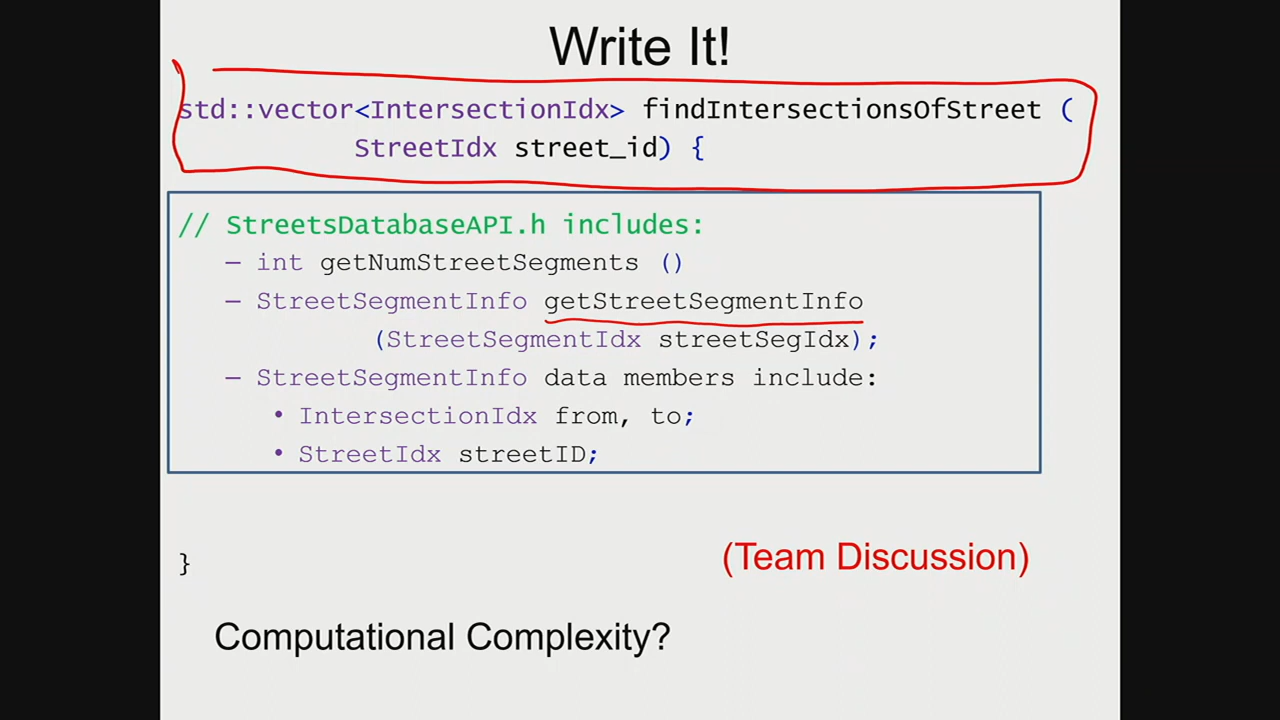 Write It!
std::vector<IntersectionIdx> findIntersectionsOfStreet (
StreetIdx street_id) {
// StreetsDatabaseAPI.h includes:
– int getNumStreetSegments ()
– StreetSegmentInfo getStreetSegmentInfo
(StreetSegmentIdx streetSegIdx);
– StreetSegmentInfo data members include:
• IntersectionIdx from, to;
• StreetIdx streetID;
}
(Team Discussion)
Computational Complexity?